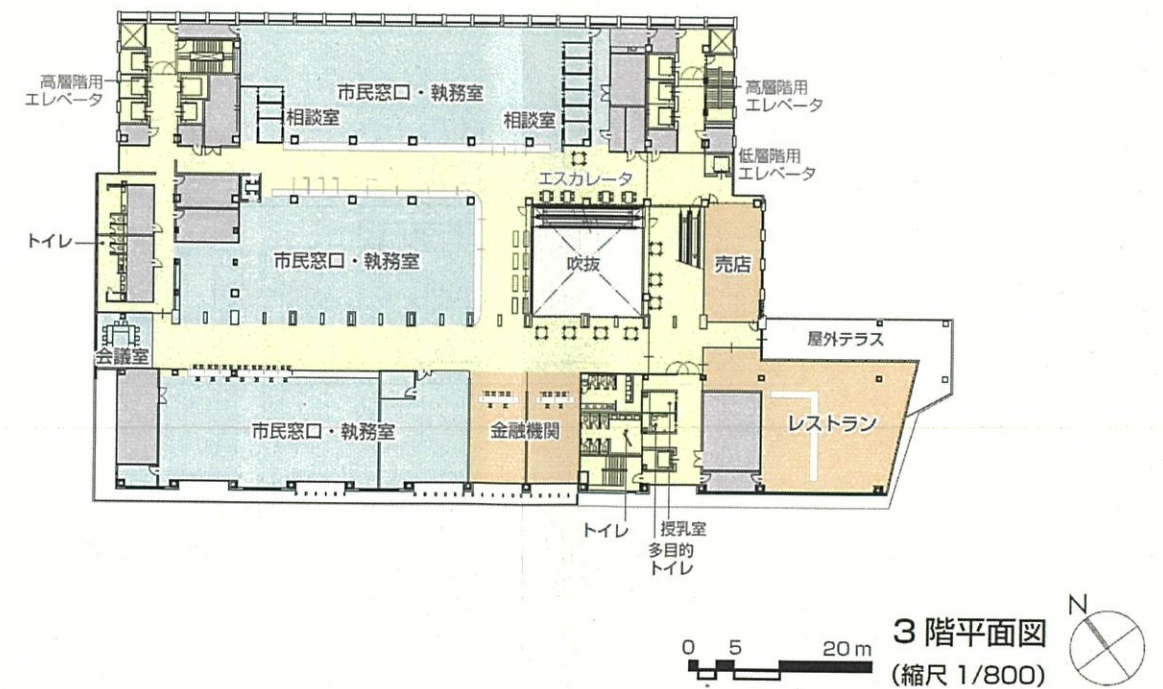 高層階用
エレベータ
市民窓口・執務室
相談室
相談室
高層階用
エレベータ
低層階用
エレベータ
エスカレータ
トイレ
市民窓口・執務室
吹抜
売店
会議室
屋外テラス
市民窓口・執務室
金融機関
レストラン
トイレ
授乳室
多目的
トイレ
N
0 5 20 m
3階平面図
(縮尺 1/800)